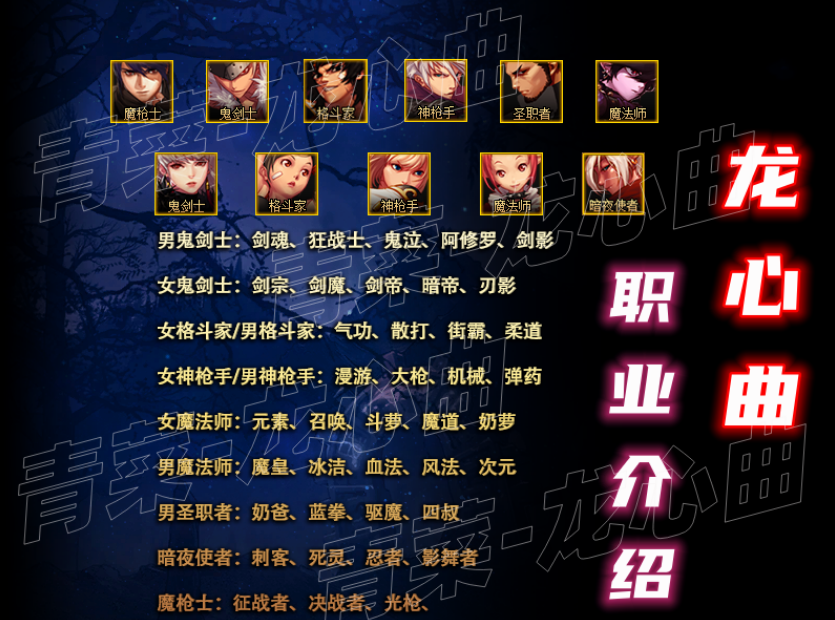 魔枪士 鬼剑士 格斗家 神枪手 圣职者 魔法师
鬼剑士 格斗家 神枪手 魔法师 暗夜使者
男鬼剑士：剑魂、狂战士、鬼泣、阿修罗、剑影
女鬼剑士：剑宗、剑魔、剑帝、暗帝、刃影
女格斗家/男格斗家：气功、散打、街霸、柔道
女神枪手/男神枪手：漫游、大枪、机械、弹药
女魔法师：元素、召唤、斗萝、魔道、奶萝
男魔法师：魔皇、冰洁、血法、风法、次元
男圣职者：奶爸、蓝拳、驱魔、四叔
暗夜使者：刺客、死灵、忍者、影舞者
魔枪士：征战者、决战者、光枪、
龙心曲
职业介绍
青菜-龙心曲
青菜-龙心曲
青菜-龙心曲
青菜-龙心曲